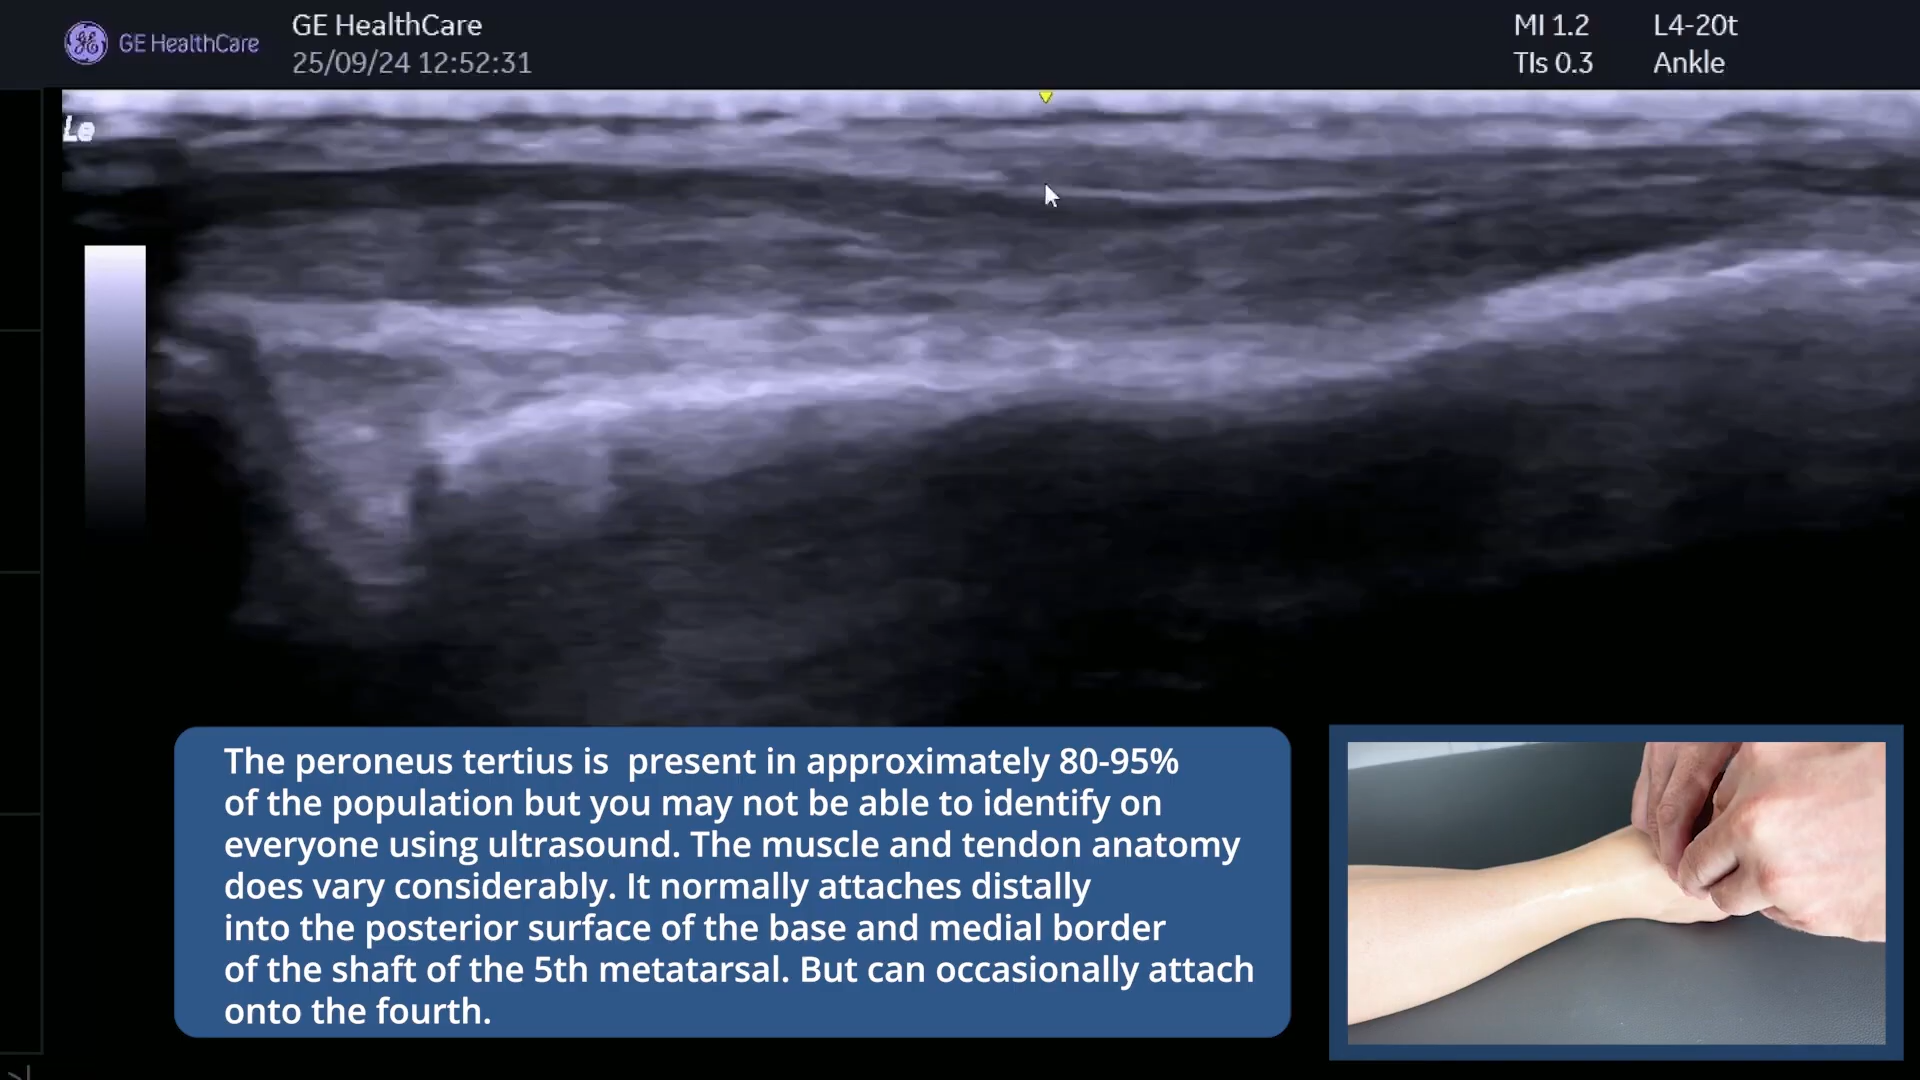 GE HealthCare
GE HealthCare
25/09/24 12:52:31
MI 1.2
TIs 0.3
L4-20t
Ankle
Le
The peroneus tertius is  present in approximately 80-95%
of the population but you may not be able to identify on
everyone using ultrasound. The muscle and tendon anatomy
does vary considerably. It normally attaches distally
into the posterior surface of the base and medial border
of the shaft of the 5th metatarsal. But can occasionally attach
onto the fourth.
>|